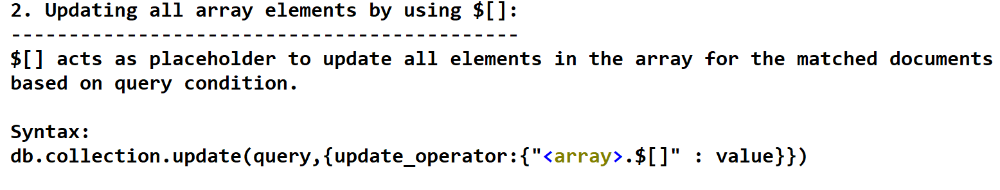 2. Updating all array elements by using $[]:
--------------------------------------------
$[] acts as placeholder to update all elements in the array for the matched documents
based on query condition.
Syntax:
db.collection.update(query,{update_operator:{"<array>.$[]" : value}})